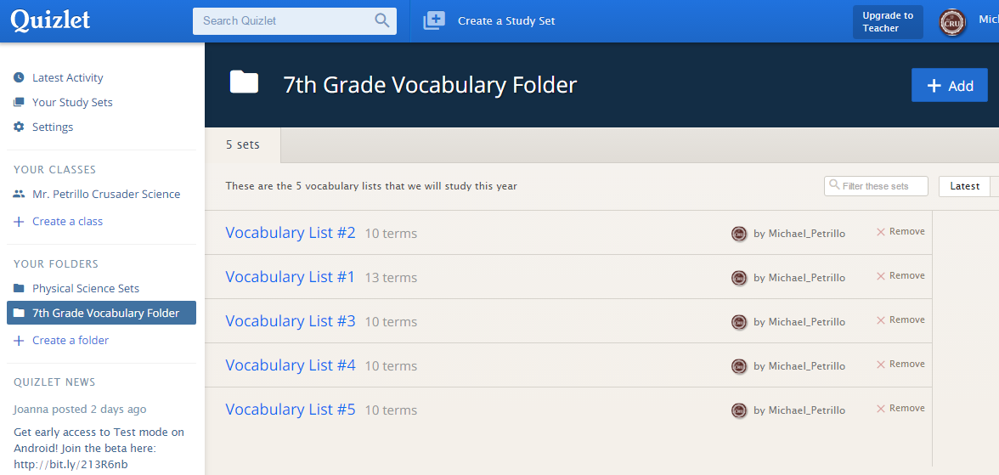 Quizlet
Search Quizlet
Create a Study Set
Upgrade to
Teacher
CRU
Mic
Latest Activity
Your Study Sets
Settings
YOUR CLASSES
Mr. Petrillo Crusader Science
Create a class
YOUR FOLDERS
Physical Science Sets
7th Grade Vocabulary Folder
Create a folder
QUIZLET NEWS
Joanna posted 2 days ago
Get early access to Test mode on
Android! Join the beta here:
http://bit.ly/213R6nb
7th Grade Vocabulary Folder
+ Add
5 sets
These are the 5 vocabulary lists that we will study this year
Filter these sets
Latest
Vocabulary List #2 10 terms by Michael_Petrillo Remove
Vocabulary List #1 13 terms by Michael_Petrillo Remove
Vocabulary List #3 10 terms by Michael_Petrillo Remove
Vocabulary List #4 10 terms by Michael_Petrillo Remove
Vocabulary List #5 10 terms by Michael_Petrillo Remove